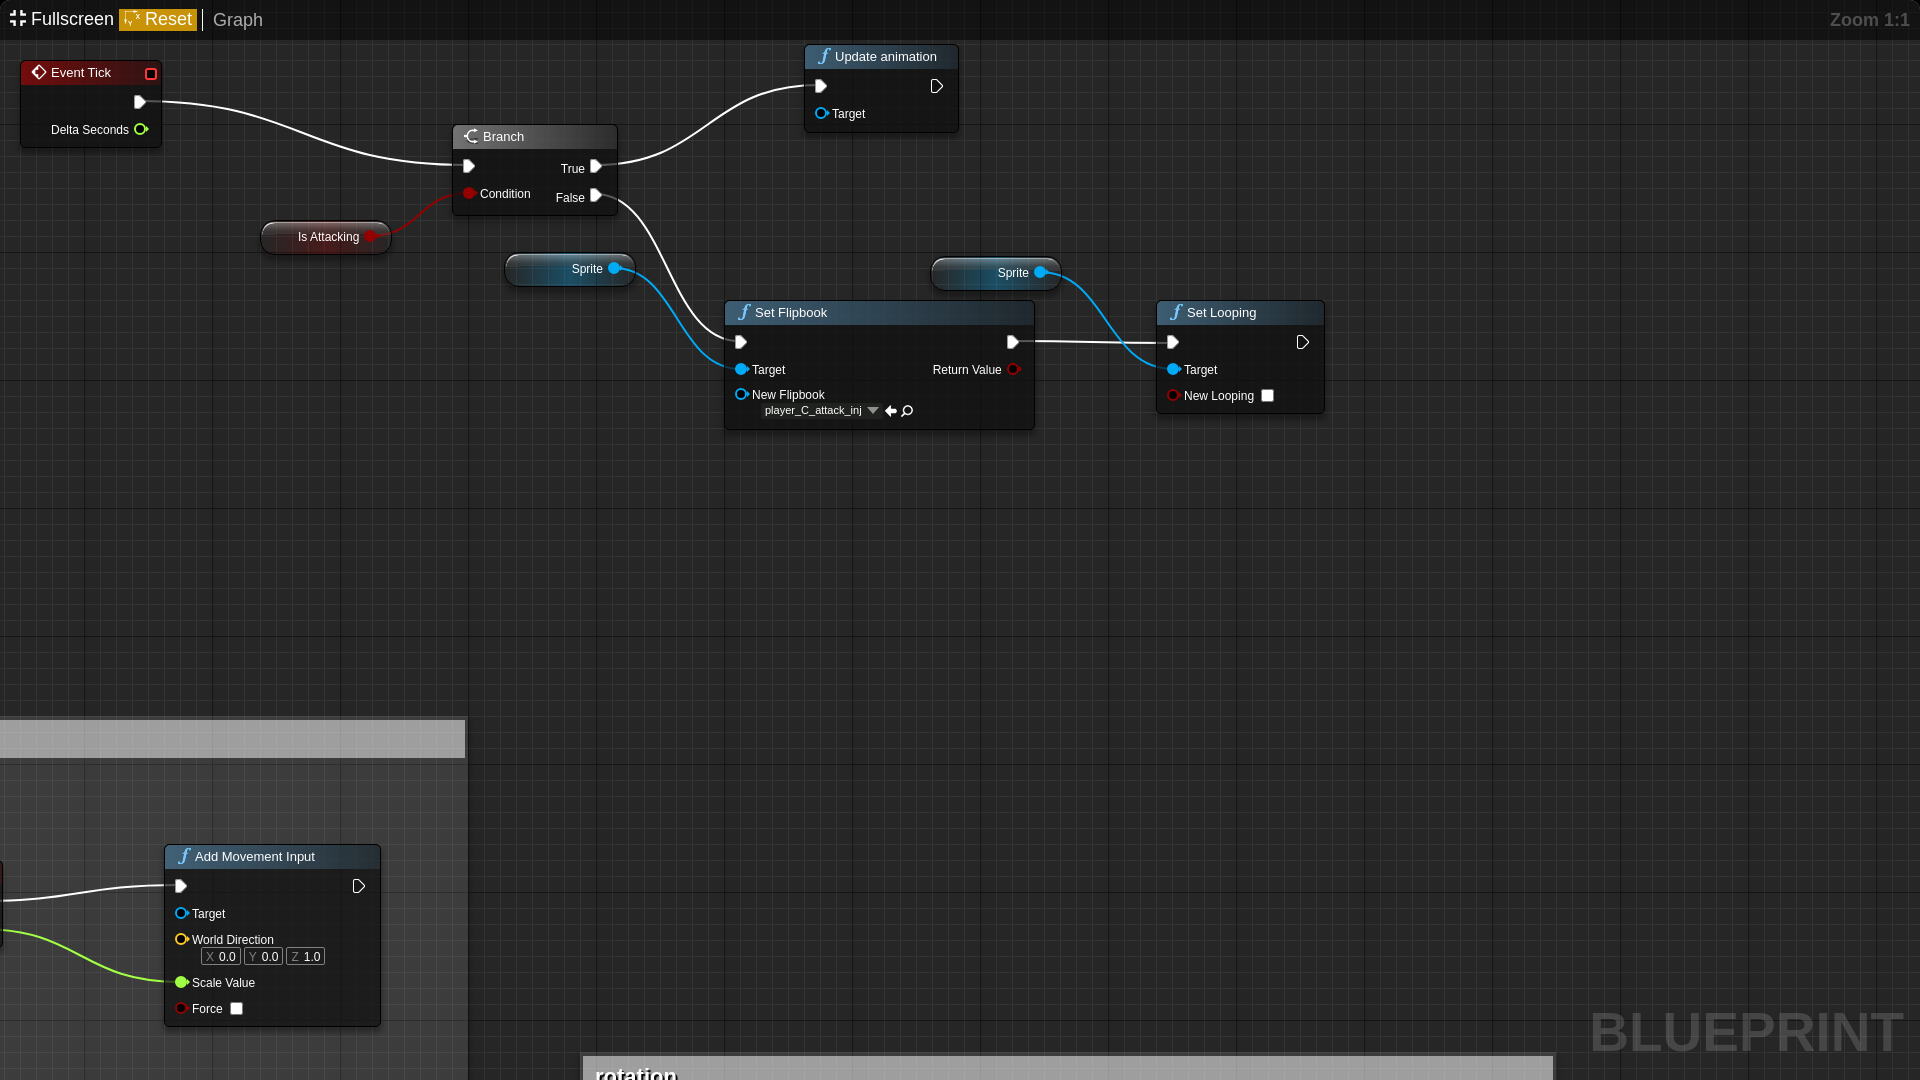 Fullscreen Reset Graph Zoom 1:1
Update animation
Target
Event Tick
Delta Seconds
Branch
True
Condition
False
Is Attacking
Sprite
Sprite
Set Flipbook
Target
Return Value
New Flipbook
player_C_attack_inj
Set Looping
Target
New Looping
Add Movement Input
Target
World Direction
X 0.0 Y 0.0 Z 1.0
Scale Value
Force
BLUEPRINT
rotation